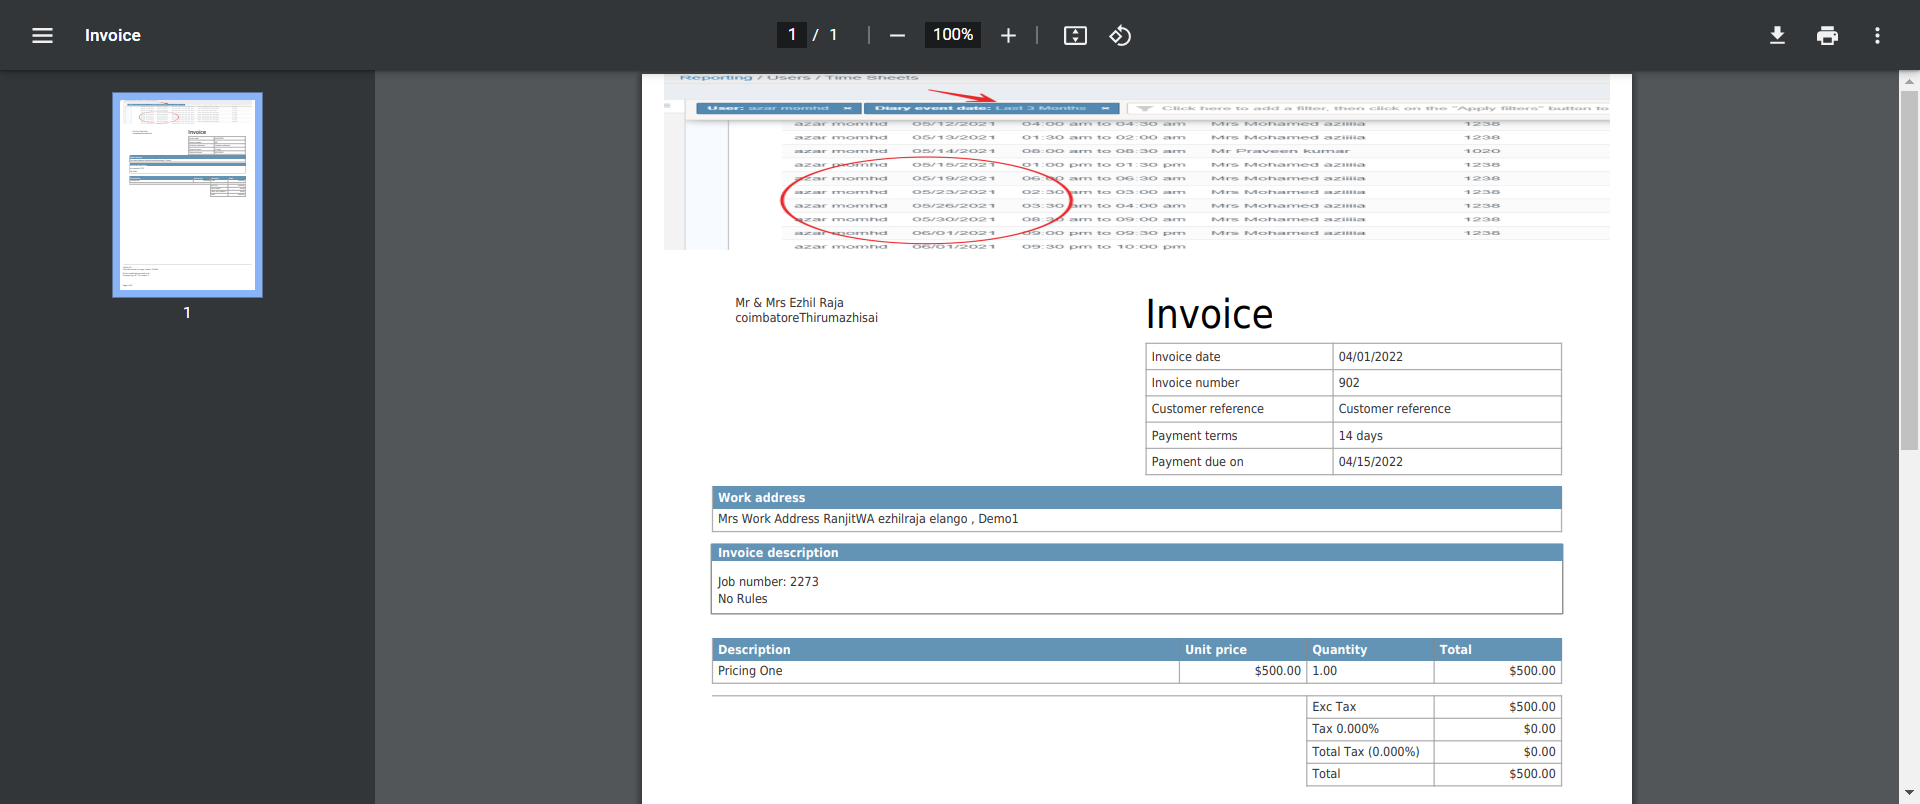 Invoice
1 / 1
100%
1
Reporting / Users / Time Sheets
User: azar momhd × Diary event date: Last 3 Months × Click here to add a filter, then click on the "Apply filters" button to
azar momhd 05/12/2021 04:00 am to 04:30 am Mrs Mohamed aziiiia 1238
azar momhd 05/13/2021 01:30 am to 02:00 am Mrs Mohamed aziiiia 1238
azar momhd 05/14/2021 08:00 am to 08:30 am Mr Praveen kumar 1020
azar momhd 05/15/2021 01:00 pm to 01:30 pm Mrs Mohamed aziiiia 1238
azar momhd 05/19/2021 06:00 am to 06:30 am Mrs Mohamed aziiiia 1238
azar momhd 05/23/2021 02:30 am to 03:00 am Mrs Mohamed aziiiia 1238
azar momhd 05/26/2021 03:30 am to 04:00 am Mrs Mohamed aziiiia 1238
azar momhd 05/30/2021 08:30 am to 09:00 am Mrs Mohamed aziiiia 1238
azar momhd 06/01/2021 09:00 pm to 09:30 pm Mrs Mohamed aziiiia 1238
azar momhd 06/01/2021 09:30 pm to 10:00 pm
Mr & Mrs Ezhil Raja
coimbatoreThirumazhisai
Invoice
Invoice date 04/01/2022
Invoice number 902
Customer reference Customer reference
Payment terms 14 days
Payment due on 04/15/2022
Work address
Mrs Work Address RanjitWA ezhilraja elango , Demo1
Invoice description
Job number: 2273
No Rules
Description Unit price Quantity Total
Pricing One $500.00 1.00 $500.00
Exc Tax $500.00
Tax 0.000% $0.00
Total Tax (0.000%) $0.00
Total $500.00